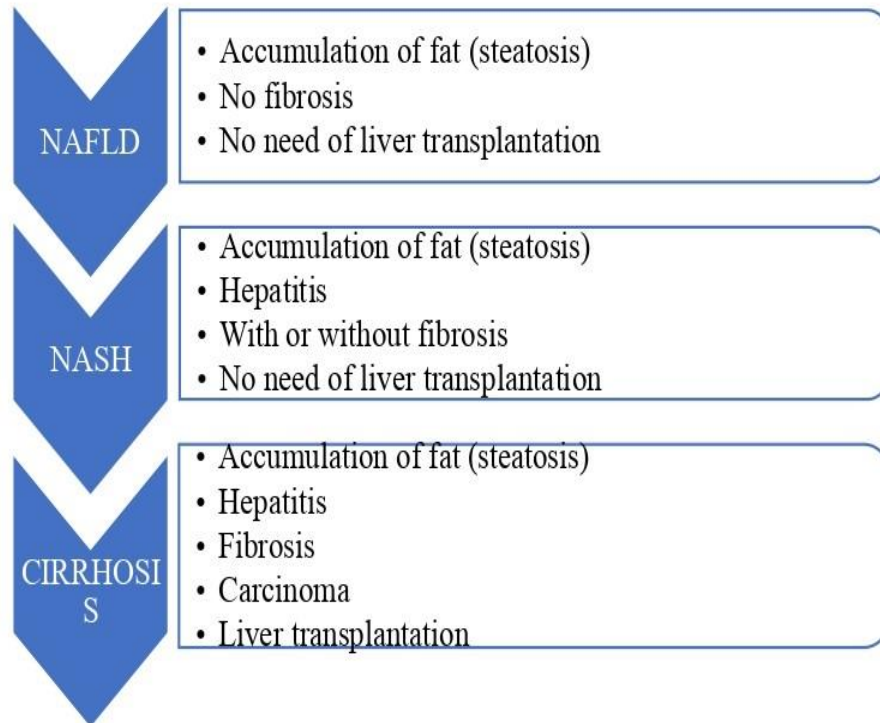 NAFLD
• Accumulation of fat (steatosis)
• No fibrosis
• No need of liver transplantation
NASH
• Accumulation of fat (steatosis)
• Hepatitis
• With or without fibrosis
• No need of liver transplantation
CIRRHOSI
S
• Accumulation of fat (steatosis)
• Hepatitis
• Fibrosis
• Carcinoma
• Liver transplantation